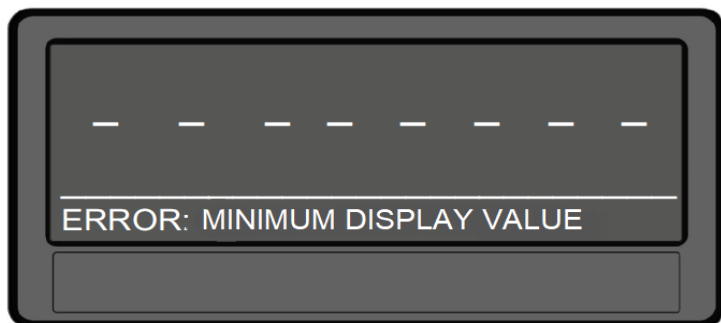 – – – – – – – –
ERROR: MINIMUM DISPLAY VALUE